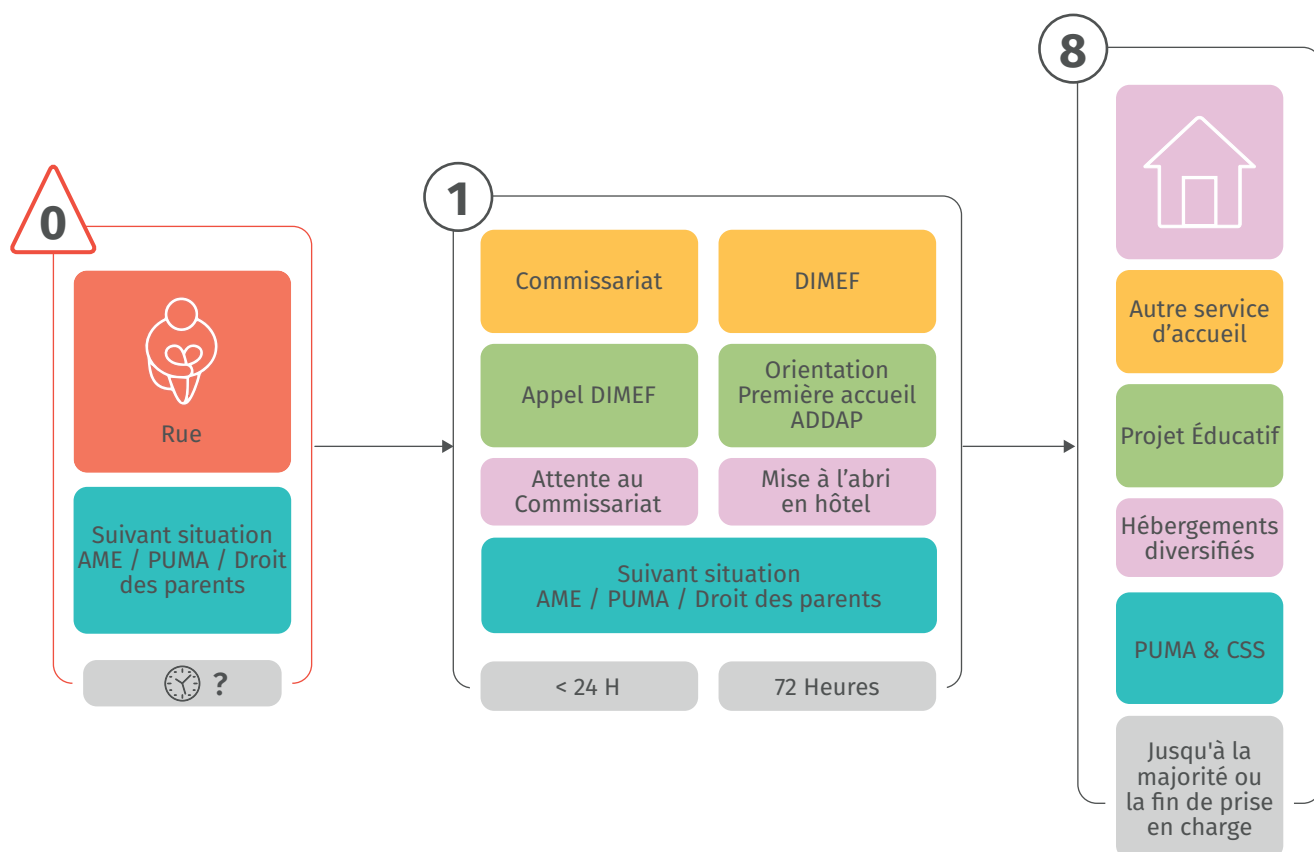 0
Rue
Suivant situation
AME / PUMA / Droit
des parents
?
1
Commissariat
DIMEF
Appel DIMEF
Orientation
Première accueil
ADDAP
Attente au
Commissariat
Mise à l’abri
en hôtel
Suivant situation
AME / PUMA / Droit des parents
< 24 H
72 Heures
8
Autre service
d’accueil
Projet Éducatif
Hébergements
diversifiés
PUMA & CSS
Jusqu'à la
majorité ou
la fin de prise
en charge